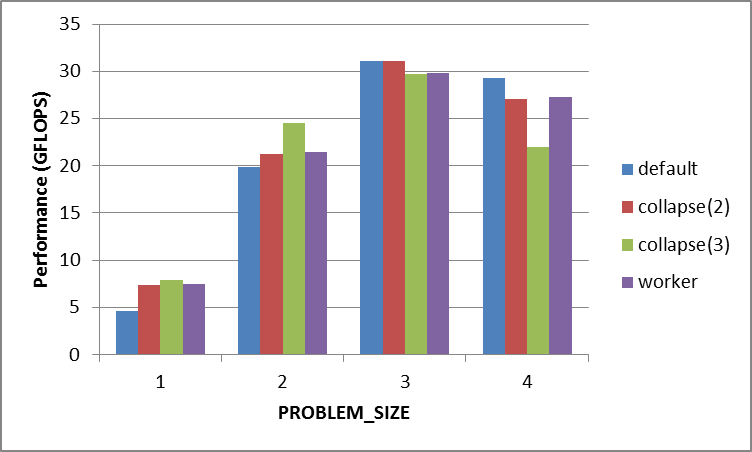 35
30
25
20
15
10
5
0
Performance (GFLOPS)
1 2 3 4
PROBLEM_SIZE
default
collapse(2)
collapse(3)
worker